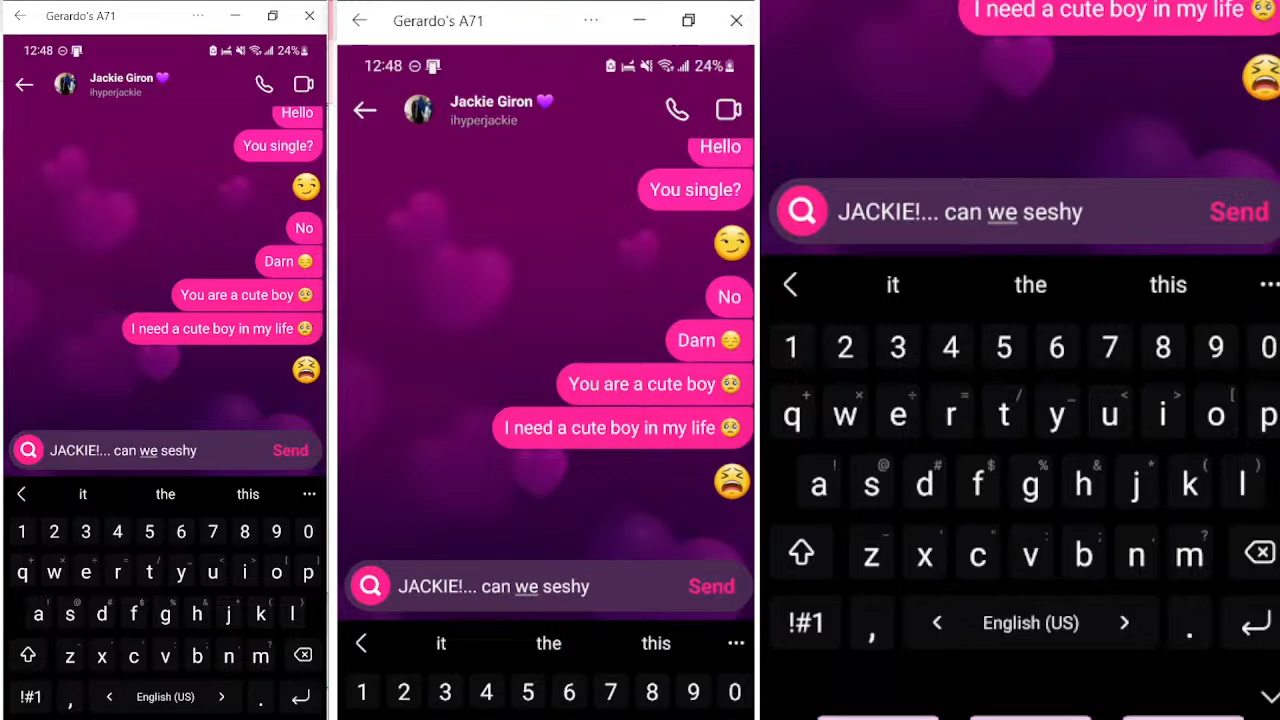 Gerardo's A71
12:48 24%
Jackie Giron 💜
ihyperjackie
Hello
You single?
😏
No
Darn 😔
You are a cute boy 🥺
I need a cute boy in my life 🥺
😫
JACKIE!... can we seshy Send
it the this
1 2 3 4 5 6 7 8 9 0
q w e r t y u i o p
a s d f g h j k l
z x c v b n m
!#1 , < English (US) > .
Gerardo's A71
12:48 24%
Jackie Giron 💜
ihyperjackie
Hello
You single?
😏
No
Darn 😔
You are a cute boy 🥺
I need a cute boy in my life 🥺
😫
JACKIE!... can we seshy Send
it the this
1 2 3 4 5 6 7 8 9 0
I need a cute boy in my life 🥺
😫
JACKIE!... can we seshy Send
it the this
1 2 3 4 5 6 7 8 9 0
q w e r t y u i o p
a s d f g h j k l
z x c v b n m
!#1 , < English (US) > .